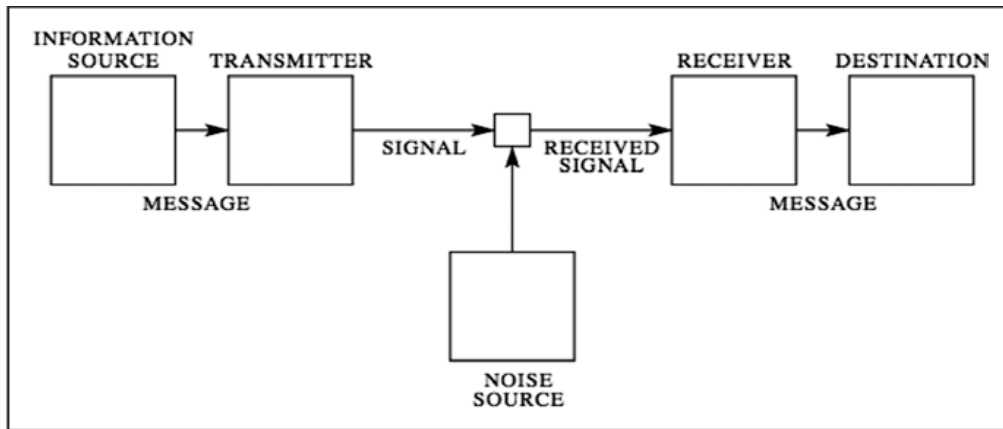 INFORMATION
SOURCE
TRANSMITTER
RECEIVER
DESTINATION
SIGNAL
RECEIVED
SIGNAL
MESSAGE
MESSAGE
NOISE
SOURCE